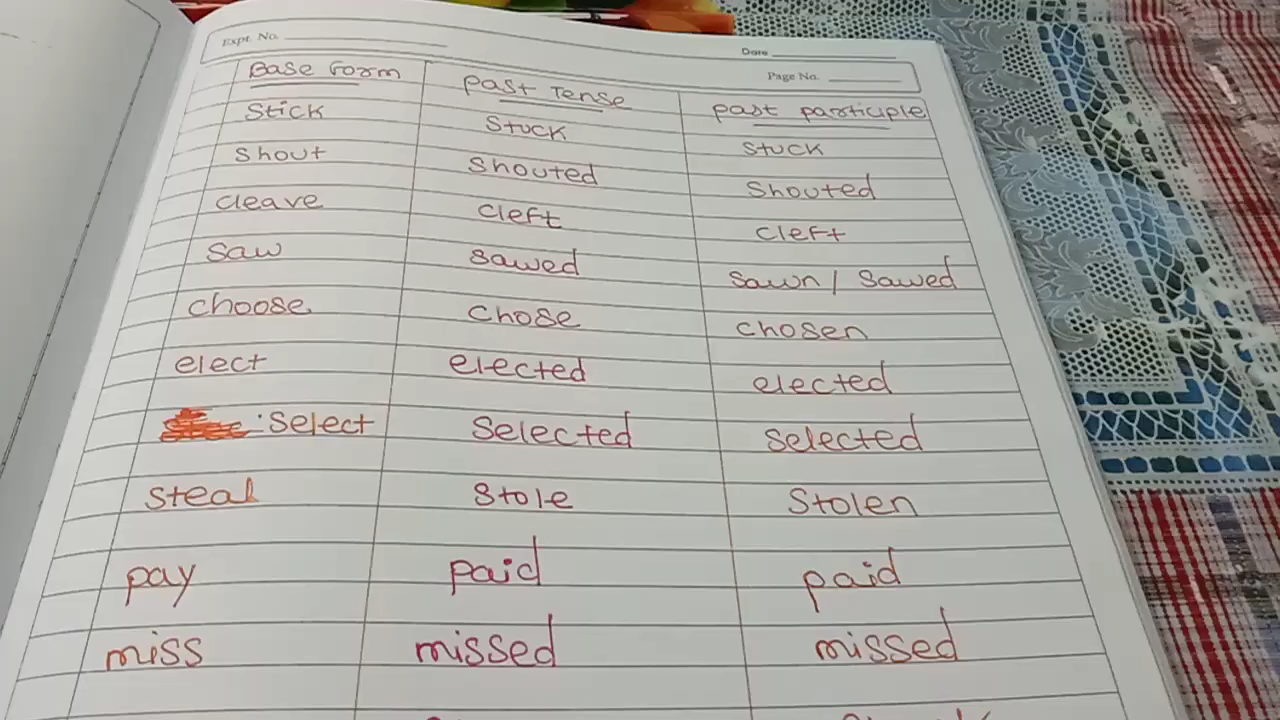 Expt. No.
Date
Page No.
Base Form Past Tense Past participle
Stick Stuck Stuck
Shout Shouted Shouted
cleave cleft cleft
Saw Sawed Sawn / Sawed
choose chose chosen
elect elected elected
Select Selected Selected
Steal Stole Stolen
pay paid paid
miss missed missed